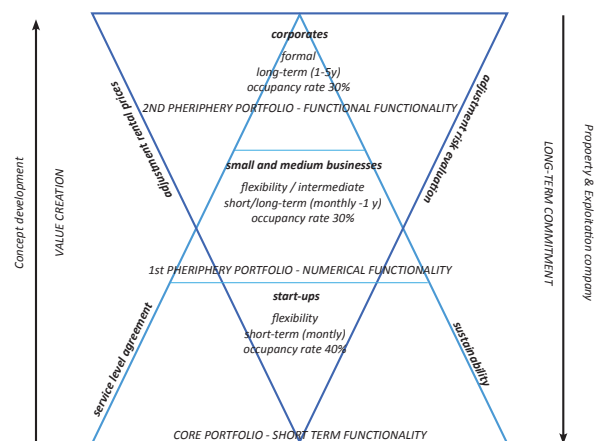 corporates
formal
long-term (1-5y)
occupancy rate 30%
2ND PHERIPHERY PORTFOLIO - FUNCTIONAL FUNCTIONALITY
small and medium businesses
flexibility / intermediate
short/long-term (monthly -1 y)
occupancy rate 30%
1st PHERIPHERY PORTFOLIO - NUMERICAL FUNCTIONALITY
start-ups
flexibility
short-term (montly)
occupancy rate 40%
CORE PORTFOLIO - SHORT TERM FUNCTIONALITY
Concept development
VALUE CREATION
adjustment rental prices
service level agreement
adjustment risk evaluation
sustainability
LONG-TERM COMMITMENT
Propoerty & Exploitation company